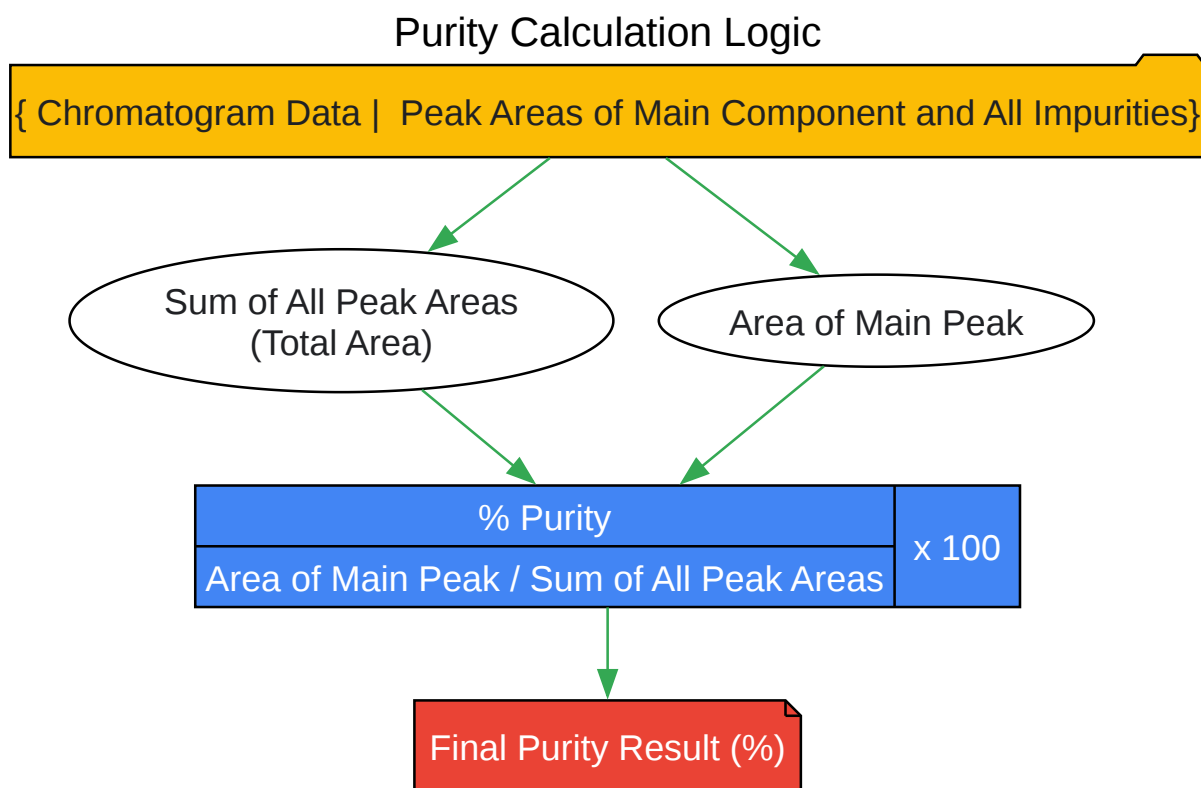 Purity Calculation Logic
{ Chromatogram Data |  Peak Areas of Main Component and All Impurities}
Sum of All Peak Areas
(Total Area)
Area of Main Peak
% Purity
x 100
Area of Main Peak / Sum of All Peak Areas
Final Purity Result (%)